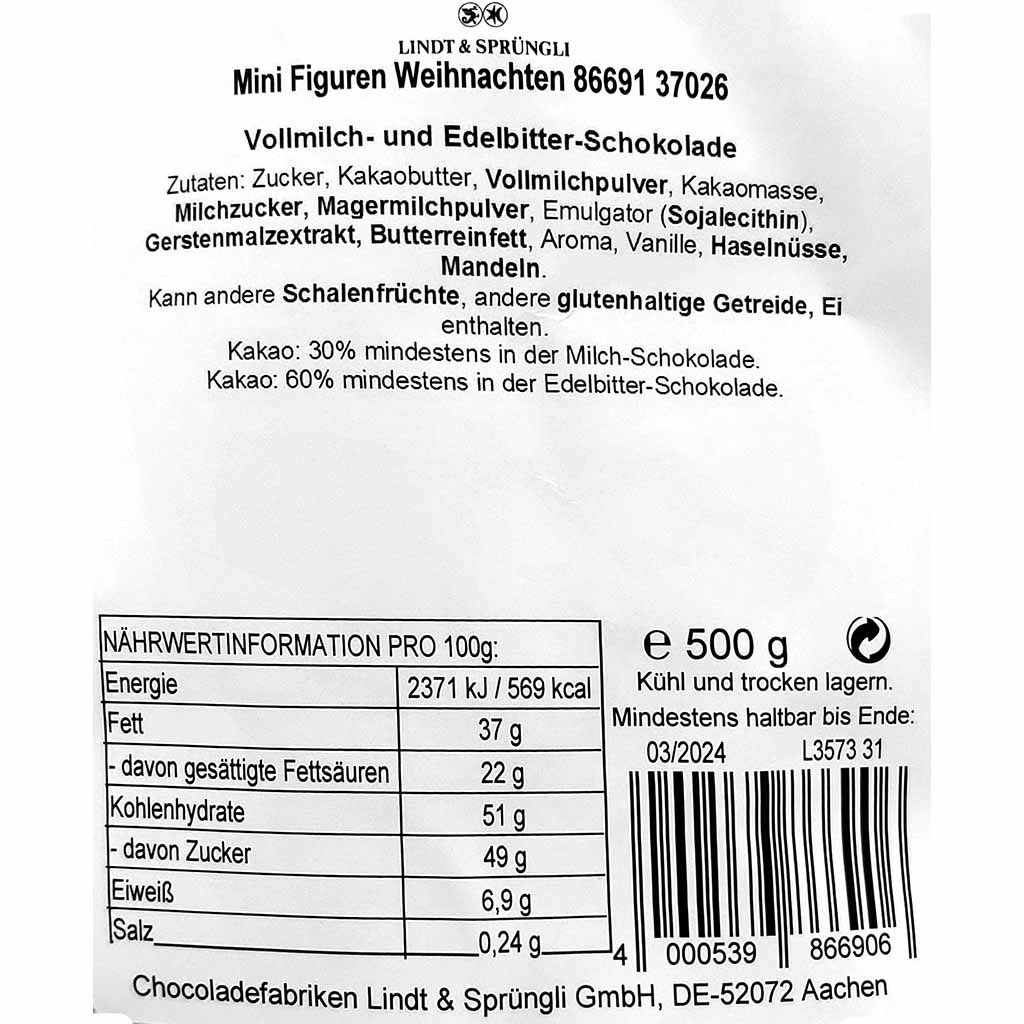 LINDT & SPRÜNGLI
Mini Figuren Weihnachten 86691 37026
Vollmilch- und Edelbitter-Schokolade
Zutaten: Zucker, Kakaobutter, Vollmilchpulver, Kakaomasse,
Milchzucker, Magermilchpulver, Emulgator (Sojalecithin),
Gerstenmalzextrakt, Butterreinfett, Aroma, Vanille, Haselnüsse,
Mandeln.
Kann andere Schalenfrüchte, andere glutenhaltige Getreide, Ei
enthalten.
Kakao: 30% mindestens in der Milch-Schokolade.
Kakao: 60% mindestens in der Edelbitter-Schokolade.
NÄHRWERTINFORMATION PRO 100g:
Energie 2371 kJ / 569 kcal
Fett 37 g
- davon gesättigte Fettsäuren 22 g
Kohlenhydrate 51 g
- davon Zucker 49 g
Eiweiß 6,9 g
Salz 0,24 g
e 500 g
Kühl und trocken lagern.
Mindestens haltbar bis Ende:
03/2024 L3573 31
4 000539 866906
Chocoladefabriken Lindt & Sprüngli GmbH, DE-52072 Aachen